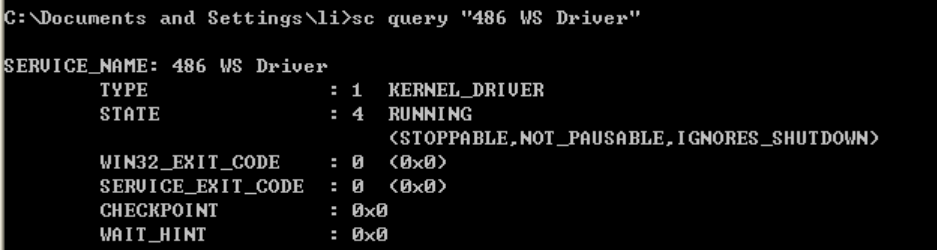 C:\Documents and Settings\li>sc query "486 WS Driver"
SERVICE_NAME: 486 WS Driver
TYPE : 1 KERNEL_DRIVER
STATE : 4 RUNNING
(STOPPABLE,NOT_PAUSABLE,IGNORES_SHUTDOWN)
WIN32_EXIT_CODE : 0 (0x0)
SERVICE_EXIT_CODE : 0 (0x0)
CHECKPOINT : 0x0
WAIT_HINT : 0x0